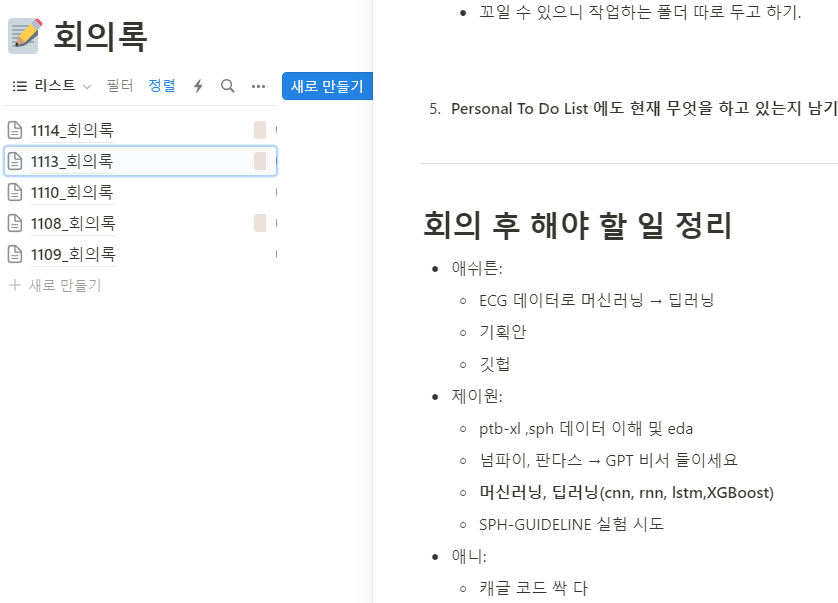 회의록
리스트 필터 정렬 새로 만들기
1114_회의록
1113_회의록
1110_회의록
1108_회의록
1109_회의록
+ 새로 만들기
• 꼬일 수 있으니 작업하는 폴더 따로 두고 하기.
5. Personal To Do List 에도 현재 무엇을 하고 있는지 남기
회의 후 해야 할 일 정리
• 애쉬튼:
◦ ECG 데이터로 머신러닝 → 딥러닝
◦ 기획안
◦ 깃헙
• 제이원:
◦ ptb-xl ,sph 데이터 이해 및 eda
◦ 넘파이, 판다스 → GPT 비서 들이세요
◦ 머신러닝, 딥러닝(cnn, rnn, lstm,XGBoost)
◦ SPH-GUIDELINE 실험 시도
• 애니:
◦ 캐글 코드 싹 다